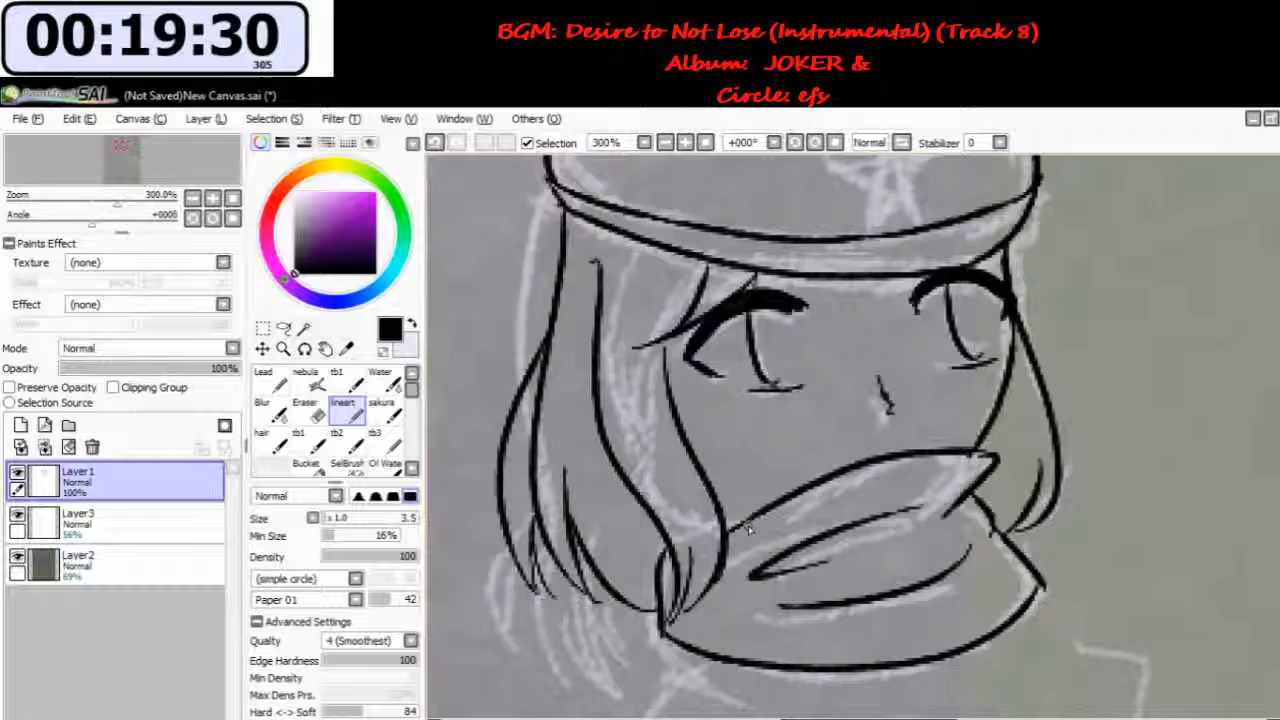 00:19:30
305
BGM: Desire to Not Lose (Instrumental) (Track 8)
Album: JOKER &
Circle: efs
PaintTool SAI (Not Saved)New Canvas.sai (*)
File (F) Edit (E) Canvas (C) Layer (L) Selection (S) Filter (T) View (V) Window (W) Others (O)
Selection 300% +000° Normal Stabilizer 0
Zoom 300.0%
Angle +000θ
Paints Effect
Texture (none)
Effect (none)
Mode Normal
Opacity 100%
Preserve Opacity Clipping Group
Selection Source
Layer1
Normal
100%
Layer3
Normal
56%
Layer2
Normal
69%
Lead nebula tb1 Water
Blur Eraser lineart sakura
hair tb1 tb2 tb3
Bucket SelBrush Oil Wate
Normal
Size x 1.0 3.5
Min Size 16%
Density 100
(simple circle)
Paper 01 42
Advanced Settings
Quality 4 (Smoothest)
Edge Hardness 100
Min Density
Max Dens Prs.
Hard <-> Soft 84